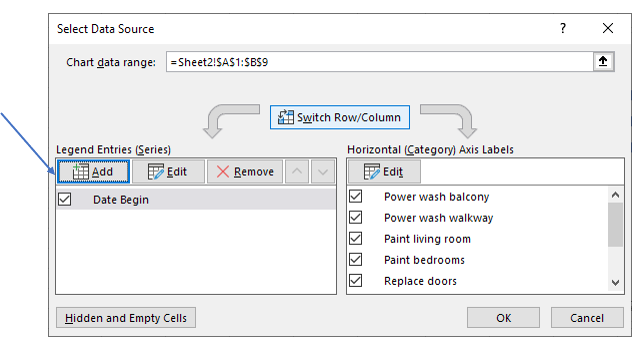 Select Data Source ?
Chart data range: =Sheet2!$A$1:$B$9
Switch Row/Column
Legend Entries (Series)
Add Edit Remove
Date Begin
Horizontal (Category) Axis Labels
Edit
Power wash balcony
Power wash walkway
Paint living room
Paint bedrooms
Replace doors
Hidden and Empty Cells
OK Cancel